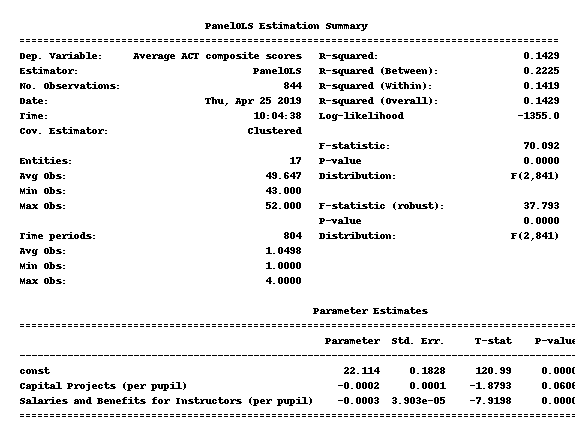 PanelOLS Estimation Summary
================================================================================
Dep. Variable: Average ACT composite scores R-squared: 0.1429
Estimator: PanelOLS R-squared (Between): 0.2225
No. Observations: 844 R-squared (Within): 0.1419
Date: Thu, Apr 25 2019 R-squared (Overall): 0.1429
Time: 10:04:38 Log-likelihood -1355.0
Cov. Estimator: Clustered
F-statistic: 70.092
Entities: 17 P-value 0.0000
Avg Obs: 49.647 Distribution: F(2,841)
Min Obs: 43.000
Max Obs: 52.000 F-statistic (robust): 37.793
P-value 0.0000
Time periods: 804 Distribution: F(2,841)
Avg Obs: 1.0498
Min Obs: 1.0000
Max Obs: 4.0000
Parameter Estimates
================================================================================
Parameter Std. Err. T-stat P-value
--------------------------------------------------------------------------------
const 22.114 0.1828 120.99 0.0000
Capital Projects (per pupil) -0.0002 0.0001 -1.8793 0.0606
Salaries and Benefits for Instructors (per pupil) -0.0003 3.903e-05 -7.9198 0.0000
================================================================================